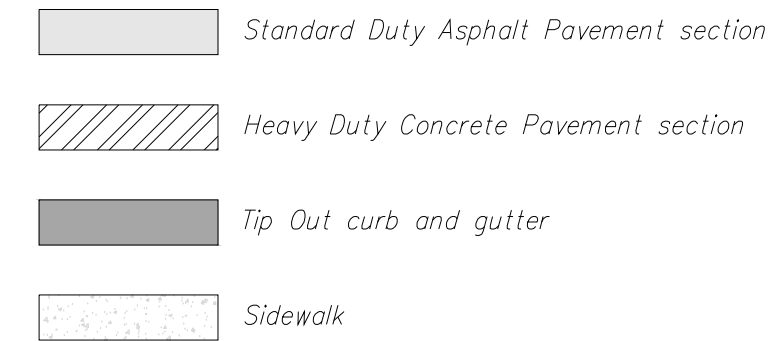 Standard Duty Asphalt Pavement section
Heavy Duty Concrete Pavement section
Tip Out curb and gutter
Sidewalk